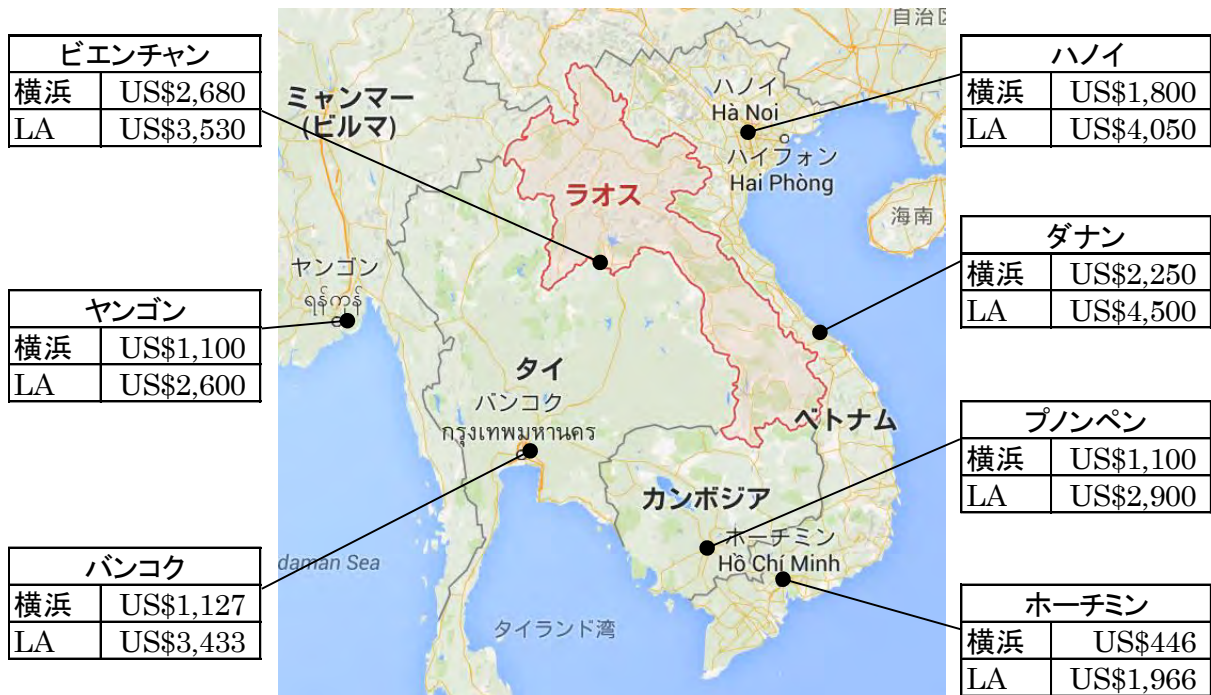 ビエンチャン
横浜 US$2,680
LA US$3,530
ヤンゴン
横浜 US$1,100
LA US$2,600
バンコク
横浜 US$1,127
LA US$3,433
自治区
ミャンマー
(ビルマ)
ハノイ
Hà Noi
ハイフォン
Hai Phòng
ラオス
海南
ヤンゴン
ရန်ကုန်
タイ
バンコク
กรุงเทพมหานคร
ベトナム
カンボジア
ホーチミン
Hồ Chí Minh
daman Sea
タイランド湾
ハノイ
横浜 US$1,800
LA US$4,050
ダナン
横浜 US$2,250
LA US$4,500
プノンペン
横浜 US$1,100
LA US$2,900
ホーチミン
横浜 US$446
LA US$1,966